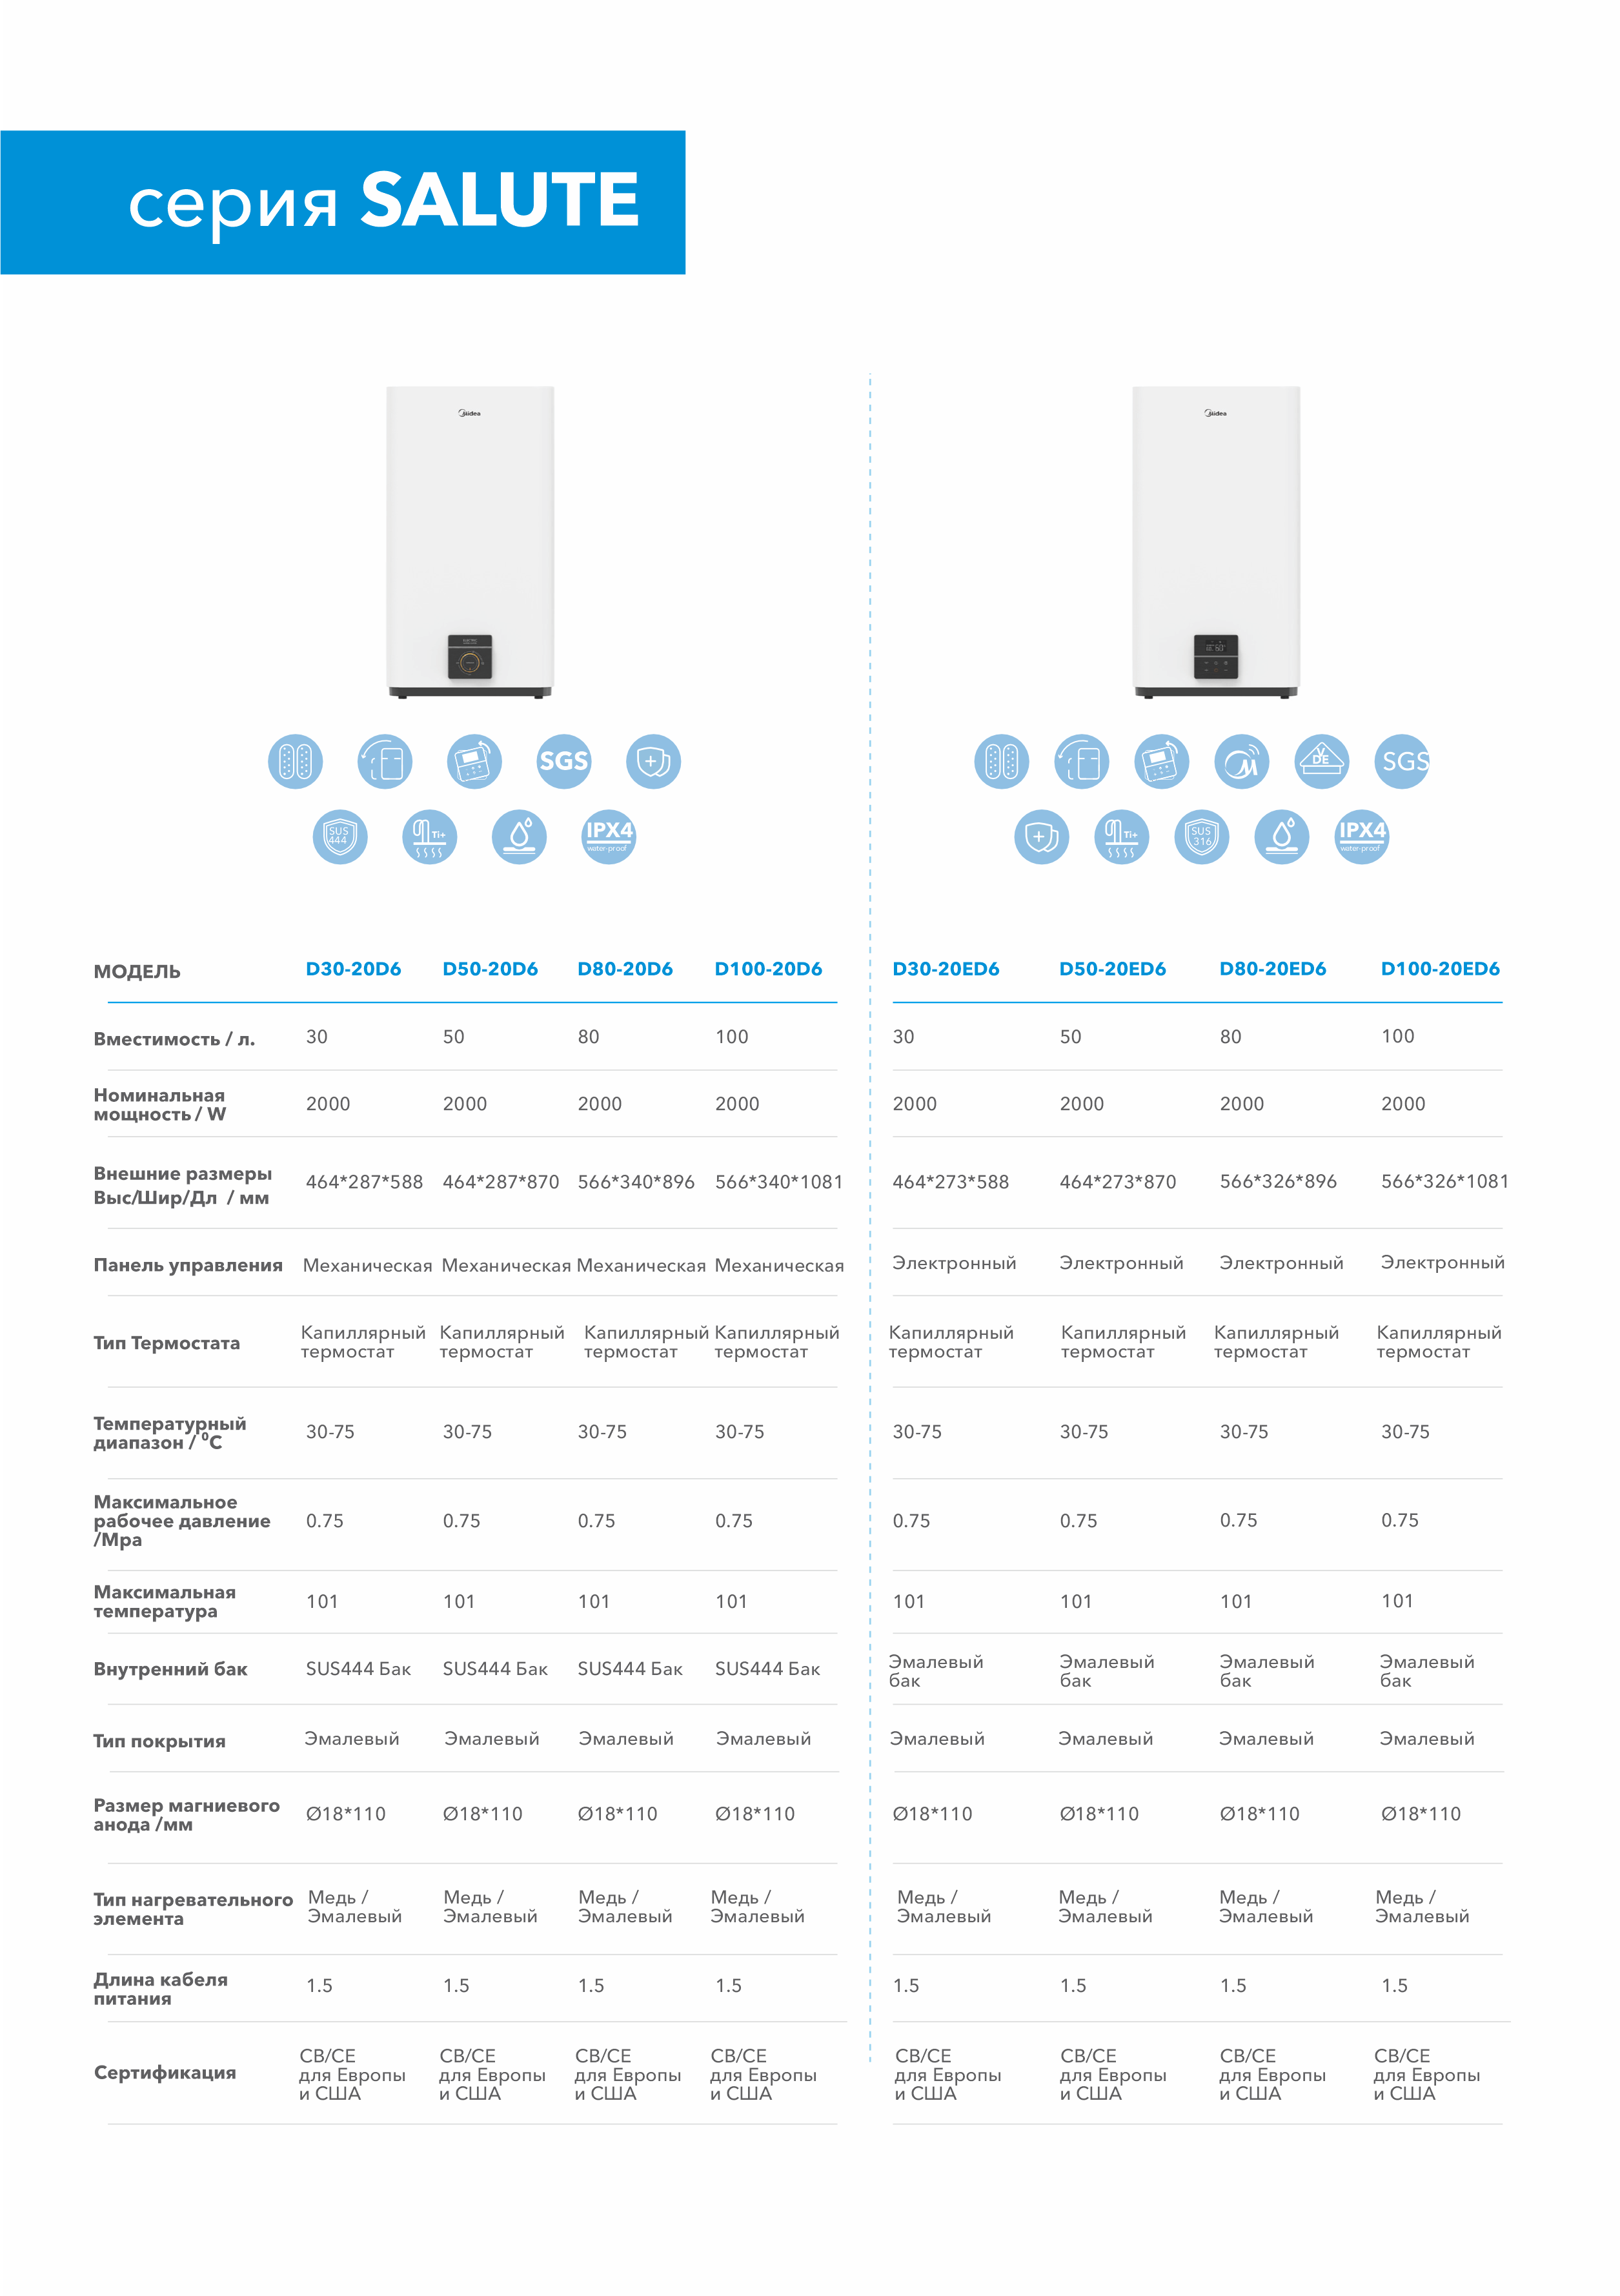 серия SALUTE
Midea
Midea
SGS
SGS
V
DE
SUS
444
Ti+
IPX4
water-proof
Ti+
SUS
316
IPX4
water-proof
МОДЕЛЬ D30-20D6 D50-20D6 D80-20D6 D100-20D6 D30-20ED6 D50-20ED6 D80-20ED6 D100-20ED6
Вместимость / л. 30 50 80 100 30 50 80 100
Номинальная
мощность / W 2000 2000 2000 2000 2000 2000 2000 2000
Внешние размеры
Выс/Шир/Дл / мм 464*287*588 464*287*870 566*340*896 566*340*1081 464*273*588 464*273*870 566*326*896 566*326*1081
Панель управления Механическая Механическая Механическая Механическая Электронный Электронный Электронный Электронный
Тип Термостата Капиллярный Капиллярный Капиллярный Капиллярный Капиллярный Капиллярный Капиллярный Капиллярный
термостат термостат термостат термостат термостат термостат термостат термостат
Температурный
диапазон / ⁰C 30-75 30-75 30-75 30-75 30-75 30-75 30-75 30-75
Максимальное
рабочее давление 0.75 0.75 0.75 0.75 0.75 0.75 0.75 0.75
/Мра
Максимальная
температура 101 101 101 101 101 101 101 101
Внутренний бак SUS444 Бак SUS444 Бак SUS444 Бак SUS444 Бак Эмалевый Эмалевый Эмалевый Эмалевый
бак бак бак бак
Тип покрытия Эмалевый Эмалевый Эмалевый Эмалевый Эмалевый Эмалевый Эмалевый Эмалевый
Размер магниевого
анода /мм Ø18*110 Ø18*110 Ø18*110 Ø18*110 Ø18*110 Ø18*110 Ø18*110 Ø18*110
Тип нагревательного Медь / Медь / Медь / Медь / Медь / Медь / Медь / Медь /
элемента Эмалевый Эмалевый Эмалевый Эмалевый Эмалевый Эмалевый Эмалевый Эмалевый
Длина кабеля
питания 1.5 1.5 1.5 1.5 1.5 1.5 1.5 1.5
Сертификация CB/CE CB/CE CB/CE CB/CE CB/CE CB/CE CB/CE CB/CE
для Европы для Европы для Европы для Европы для Европы для Европы для Европы для Европы
и США и США и США и США и США и США и США и США